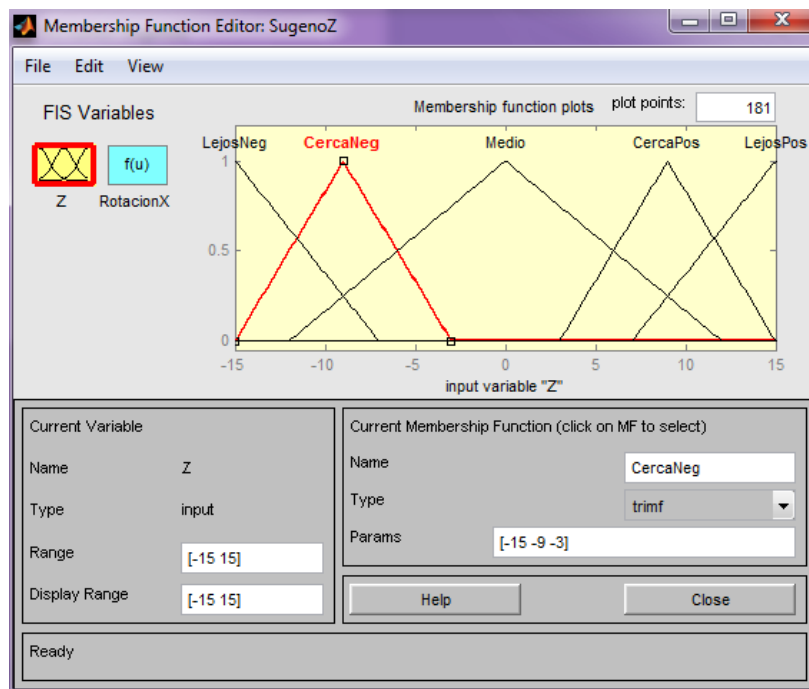 Membership Function Editor: SugenoZ
File Edit View
FIS Variables
Membership function plots plot points: 181
f(u)
Z RotacionX
LejosNeg CercaNeg Medio CercaPos LejosPos
1
0.5
0
-15 -10 -5 0 5 10 15
input variable "Z"
Current Variable
Name Z
Type input
Range [-15 15]
Display Range [-15 15]
Current Membership Function (click on MF to select)
Name CercaNeg
Type trimf
Params [-15 -9 -3]
Help Close
Ready